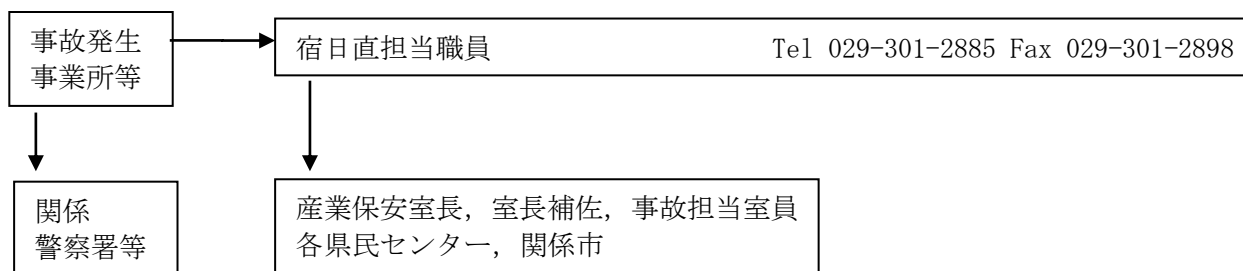 事故発生
事業所等
宿日直担当職員 Tel 029-301-2885 Fax 029-301-2898
関係
警察署等
産業保安室長，室長補佐，事故担当室員
各県民センター，関係市